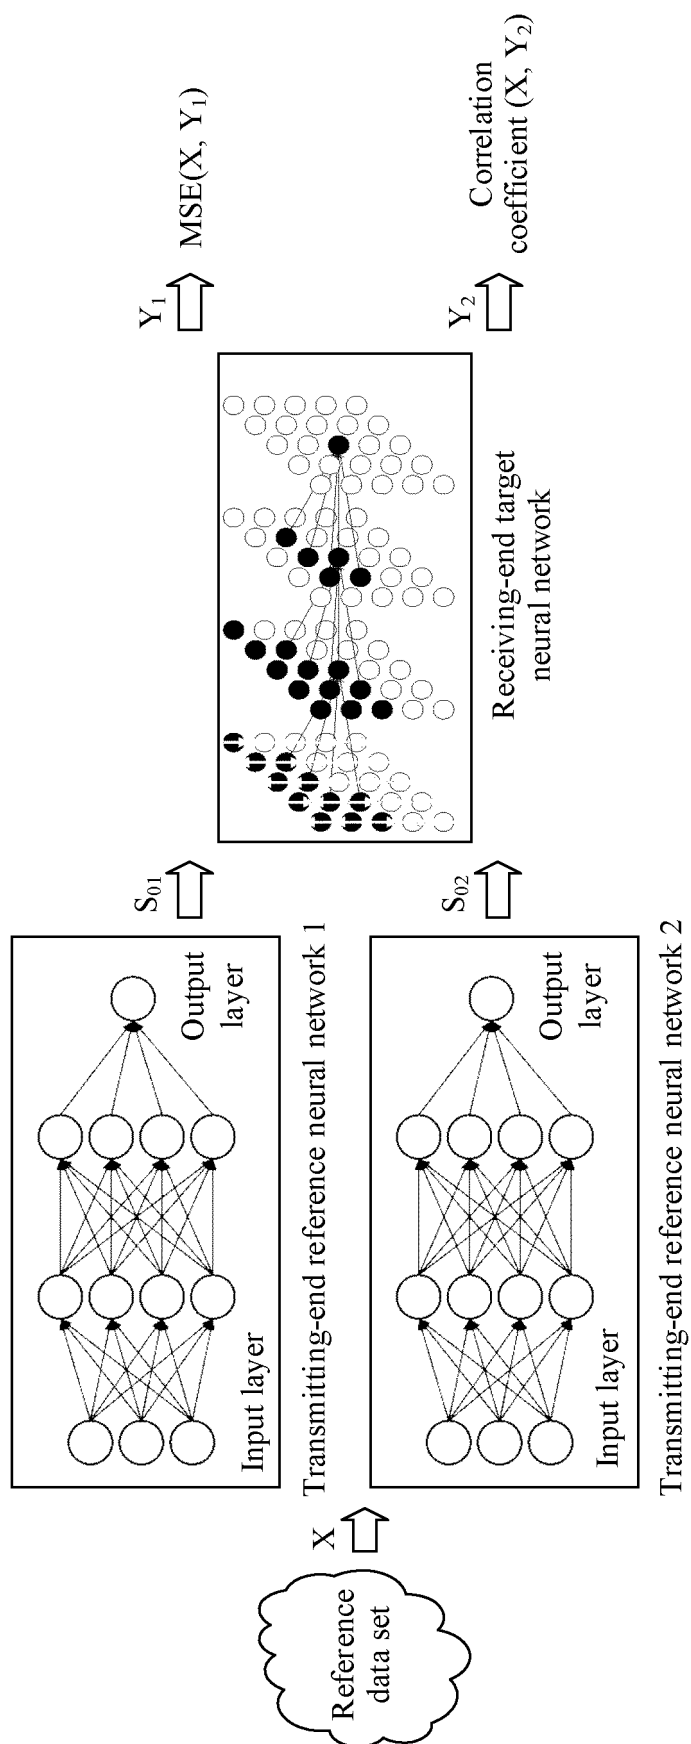 Reference
data set
X
Input layer
Output
layer
Transmitting-end reference neural network 1
Input layer
Output
layer
Transmitting-end reference neural network 2
S01
S02
Receiving-end target
neural network
Y1
MSE(X, Y1)
Y2
Correlation
coefficient (X, Y2)